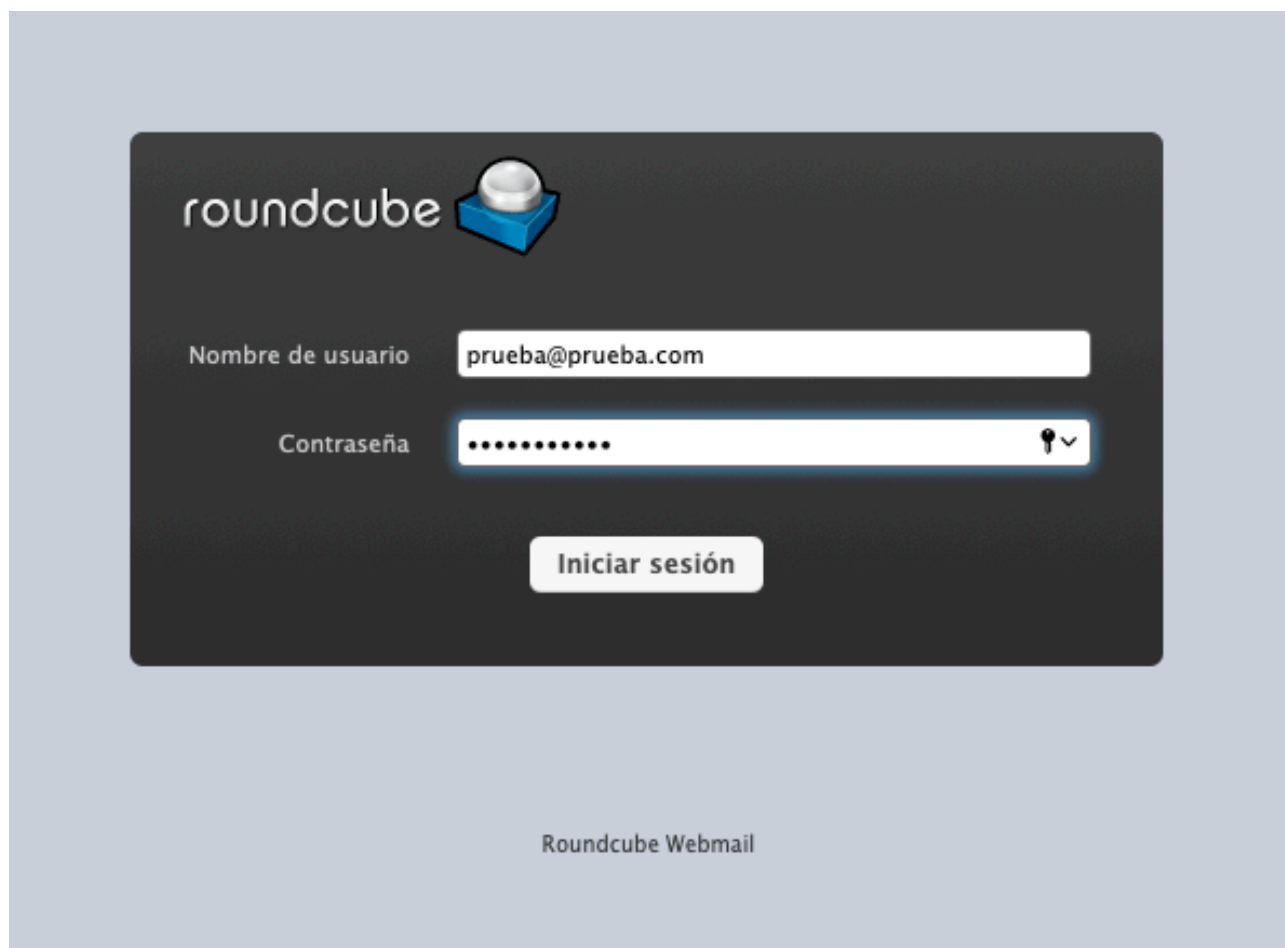 roundcube
Nombre de usuario prueba@prueba.com
Contraseña •••••••••••
Iniciar sesión
Roundcube Webmail